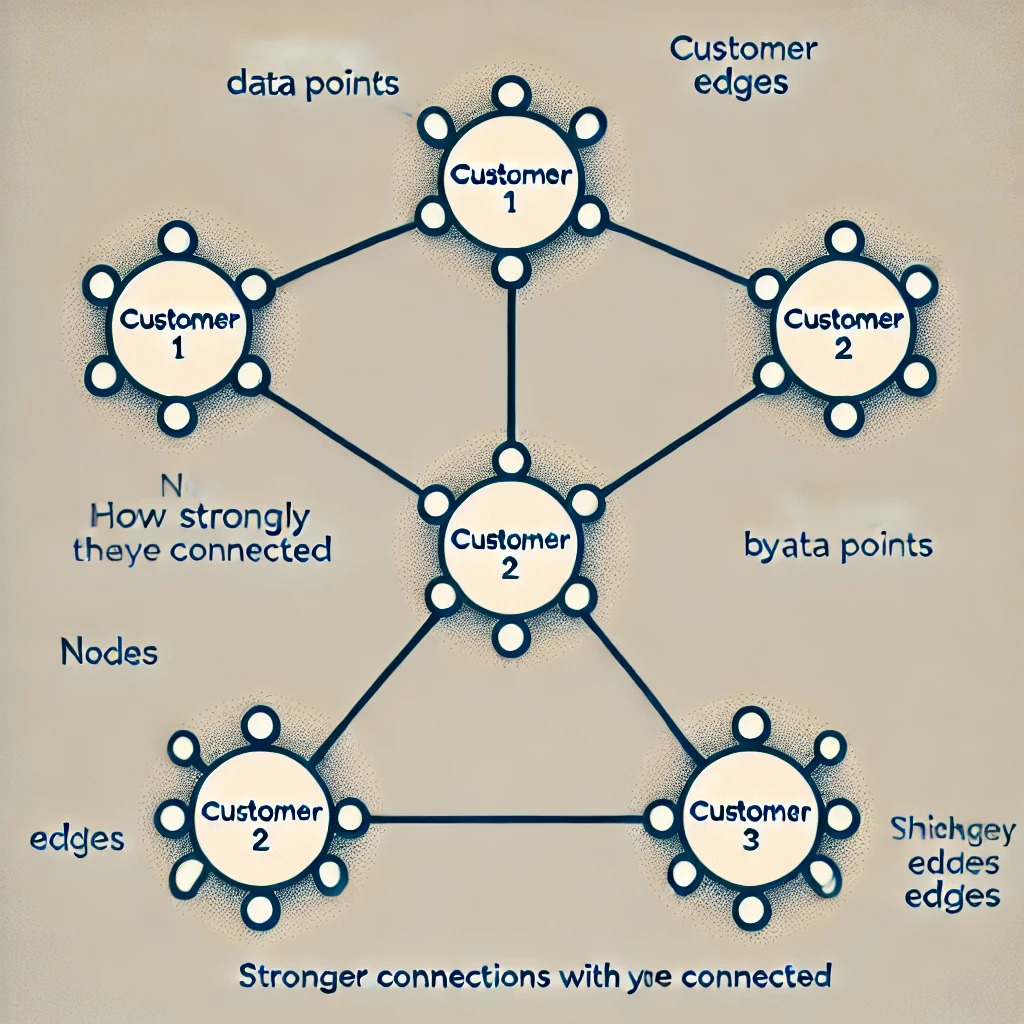 data points
Customer
edges
Customer
1
Customer
1
Customer
2
N
How strongly
theye connected
Customer
2
byata points
Nodes
Customer
2
Customer
3
edges
Shichgey
eddes
edges
Stronger connections with yoe connected